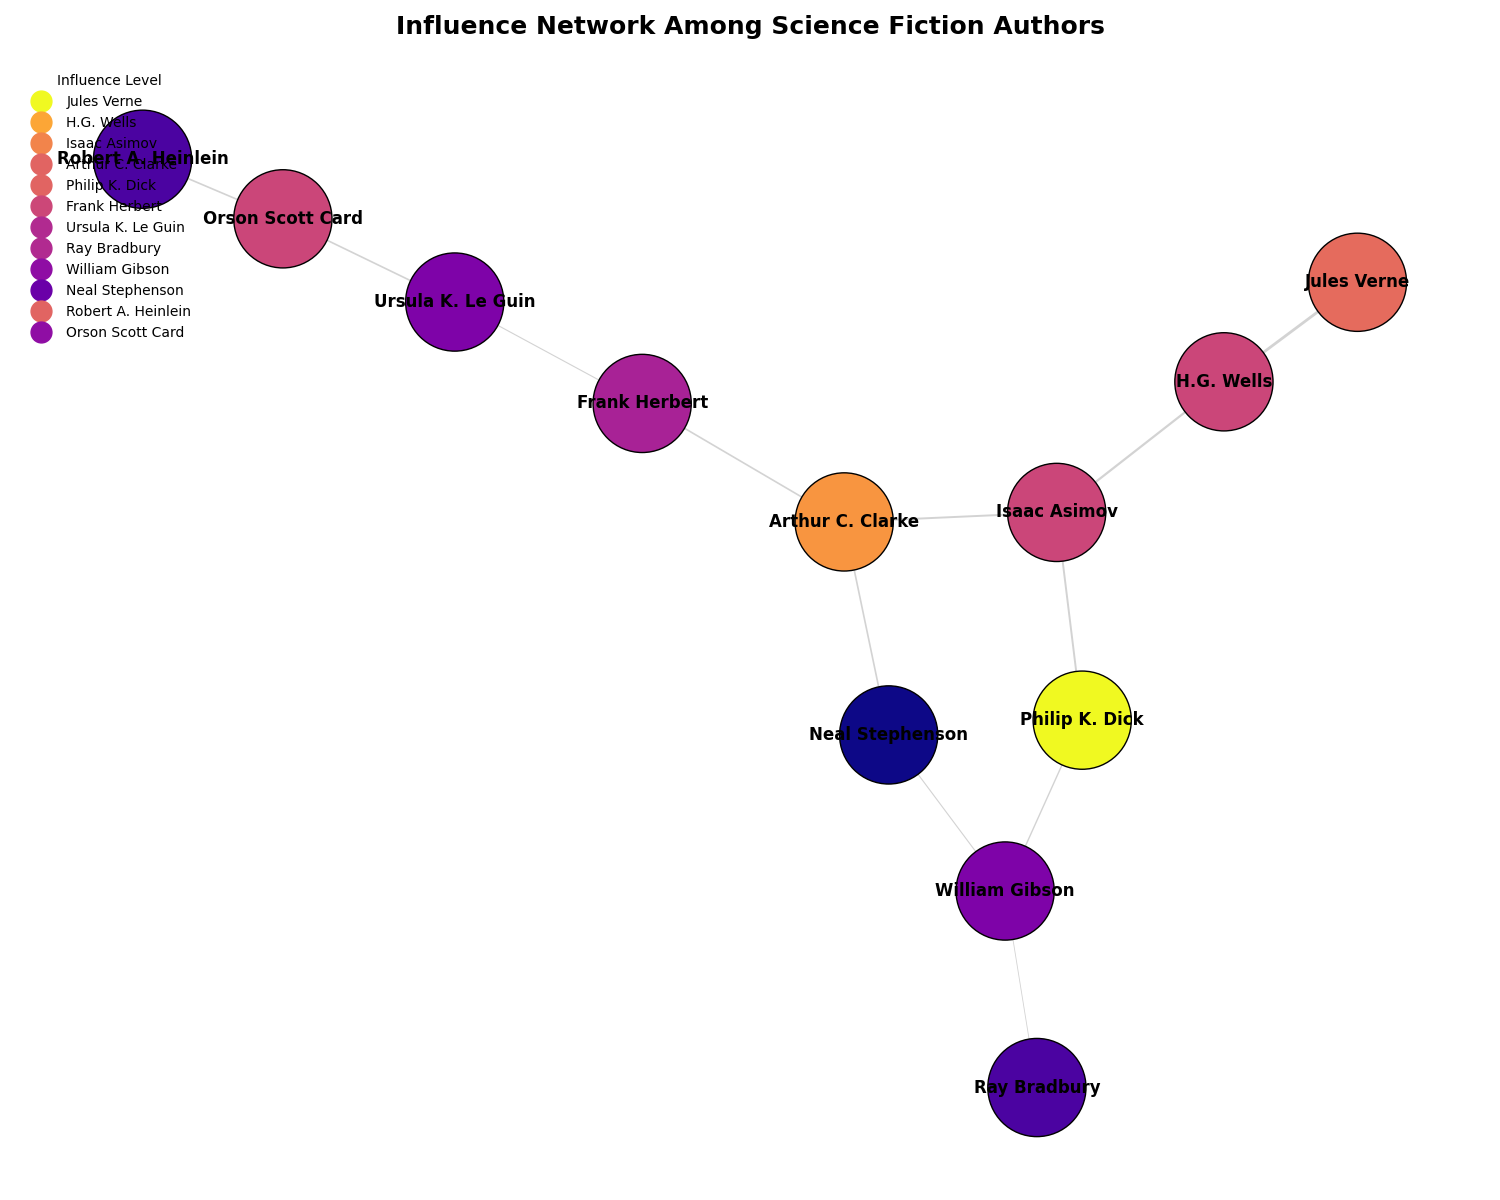 Influence Network Among Science Fiction Authors
Influence Level
Jules Verne
H.G. Wells
Isaac Asimov
Arthur C. Clarke
Philip K. Dick
Frank Herbert
Ursula K. Le Guin
Ray Bradbury
William Gibson
Neal Stephenson
Robert A. Heinlein
Orson Scott Card
Robert A. Heinlein
Orson Scott Card
Ursula K. Le Guin
Jules Verne
H.G. Wells
Frank Herbert
Isaac Asimov
Arthur C. Clarke
Philip K. Dick
Neal Stephenson
William Gibson
Ray Bradbury